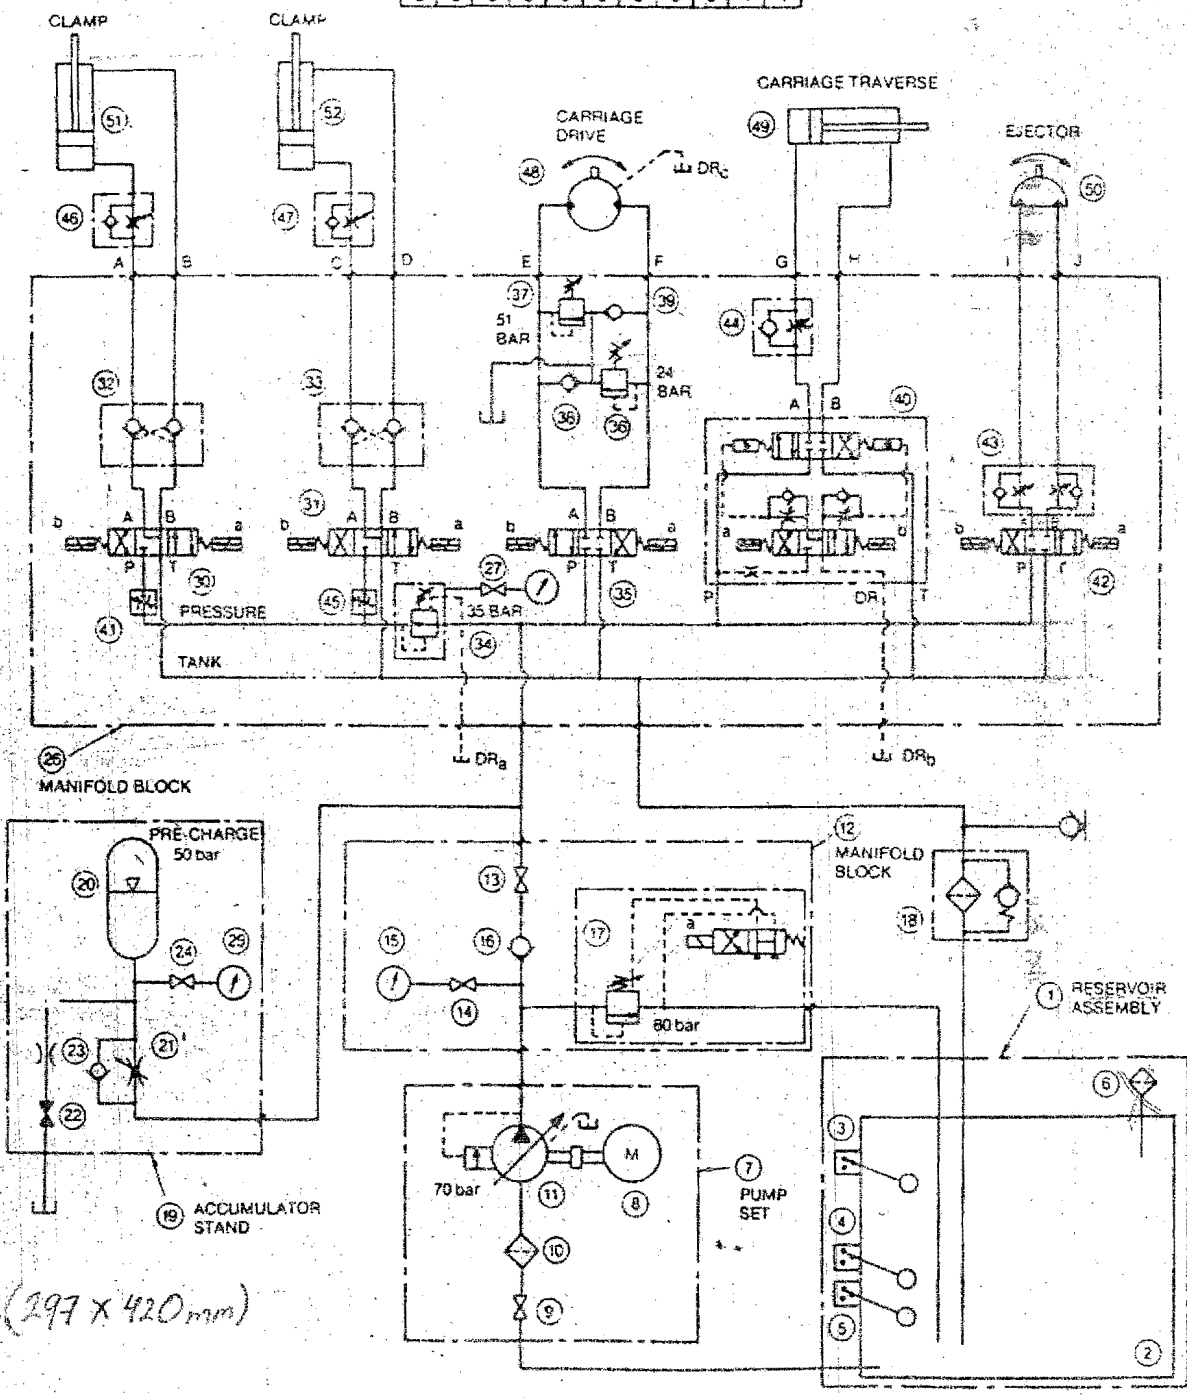 CLAMP
CLAMP
51
52
CARRIAGE
DRIVE
CARRIAGE TRAVERSE
EJECTOR
48
DRc
49
50
46
47
A B C D E F G H I J
37
39
51
BAR
44
24
BAR
38
36
32
33
A B
40
43
31
b A B a
b A B a
b A B a
a b
b a
P T
T
P T
P DR T
P T
30
27
35
42
41
PRESSURE
45
35 BAR
34
TANK
DRa
DRb
26
MANIFOLD BLOCK
PRE-CHARGE
50 bar
20
24
29
23
21
22
19
ACCUMULATOR
STAND
12
MANIFOLD
BLOCK
13
15
16
17
a
14
80 bar
18
1
RESERVOIR
ASSEMBLY
6
3
4
5
2
70 bar
11
M
8
7
PUMP
SET
10
9
(297 X 420mm)